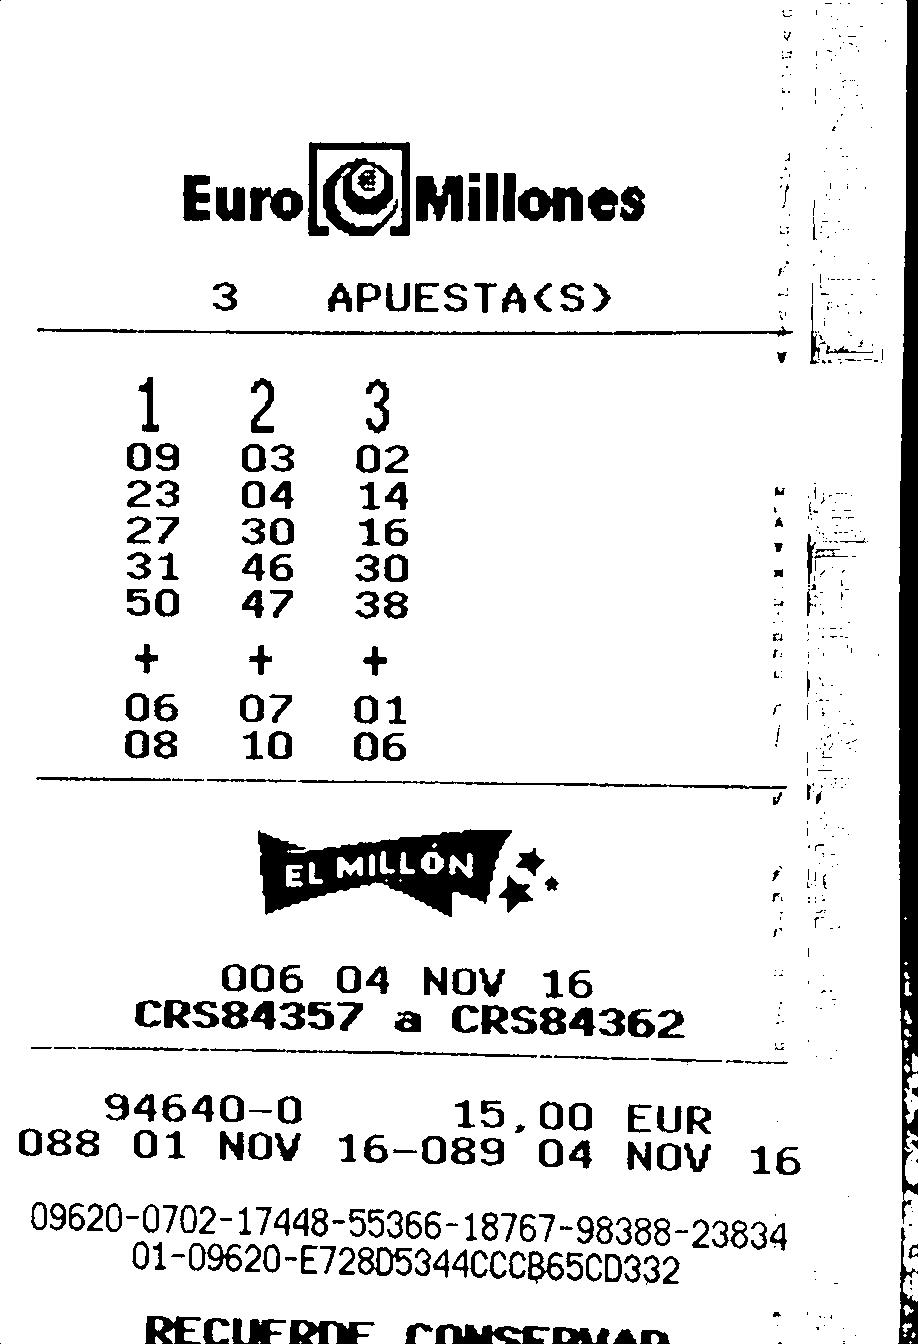 Euro Millones
3 APUESTA(S)
1 2 3
09 03 02
23 04 14
27 30 16
31 46 30
50 47 38
+ + +
06 07 01
08 10 06
EL MILLÓN
006 04 NOV 16
CRS84357 a CRS84362
94640-0 15,00 EUR
088 01 NOV 16-089 04 NOV 16
09620-0702-17448-55366-18767-98388-23834
01-09620-E728D5344CCCB65CD332
RECUERDE CONSERVAR